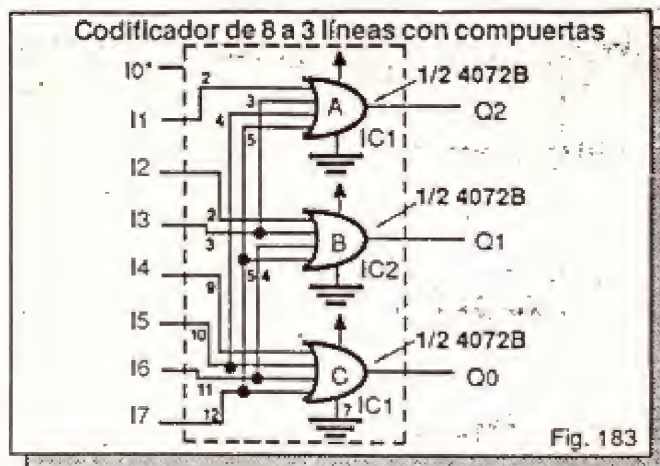 Codificador de 8 a 3 líneas con compuertas
I0*
2
1/2 4072B
3
A
Q2
I1
4
5
IC1
I2
1/2 4072B
2
I3
3
B
Q1
I4
5 4
IC2
9
I5
10
1/2 4072B
I6
11
C
Q0
I7
12
7
IC1
Fig. 183